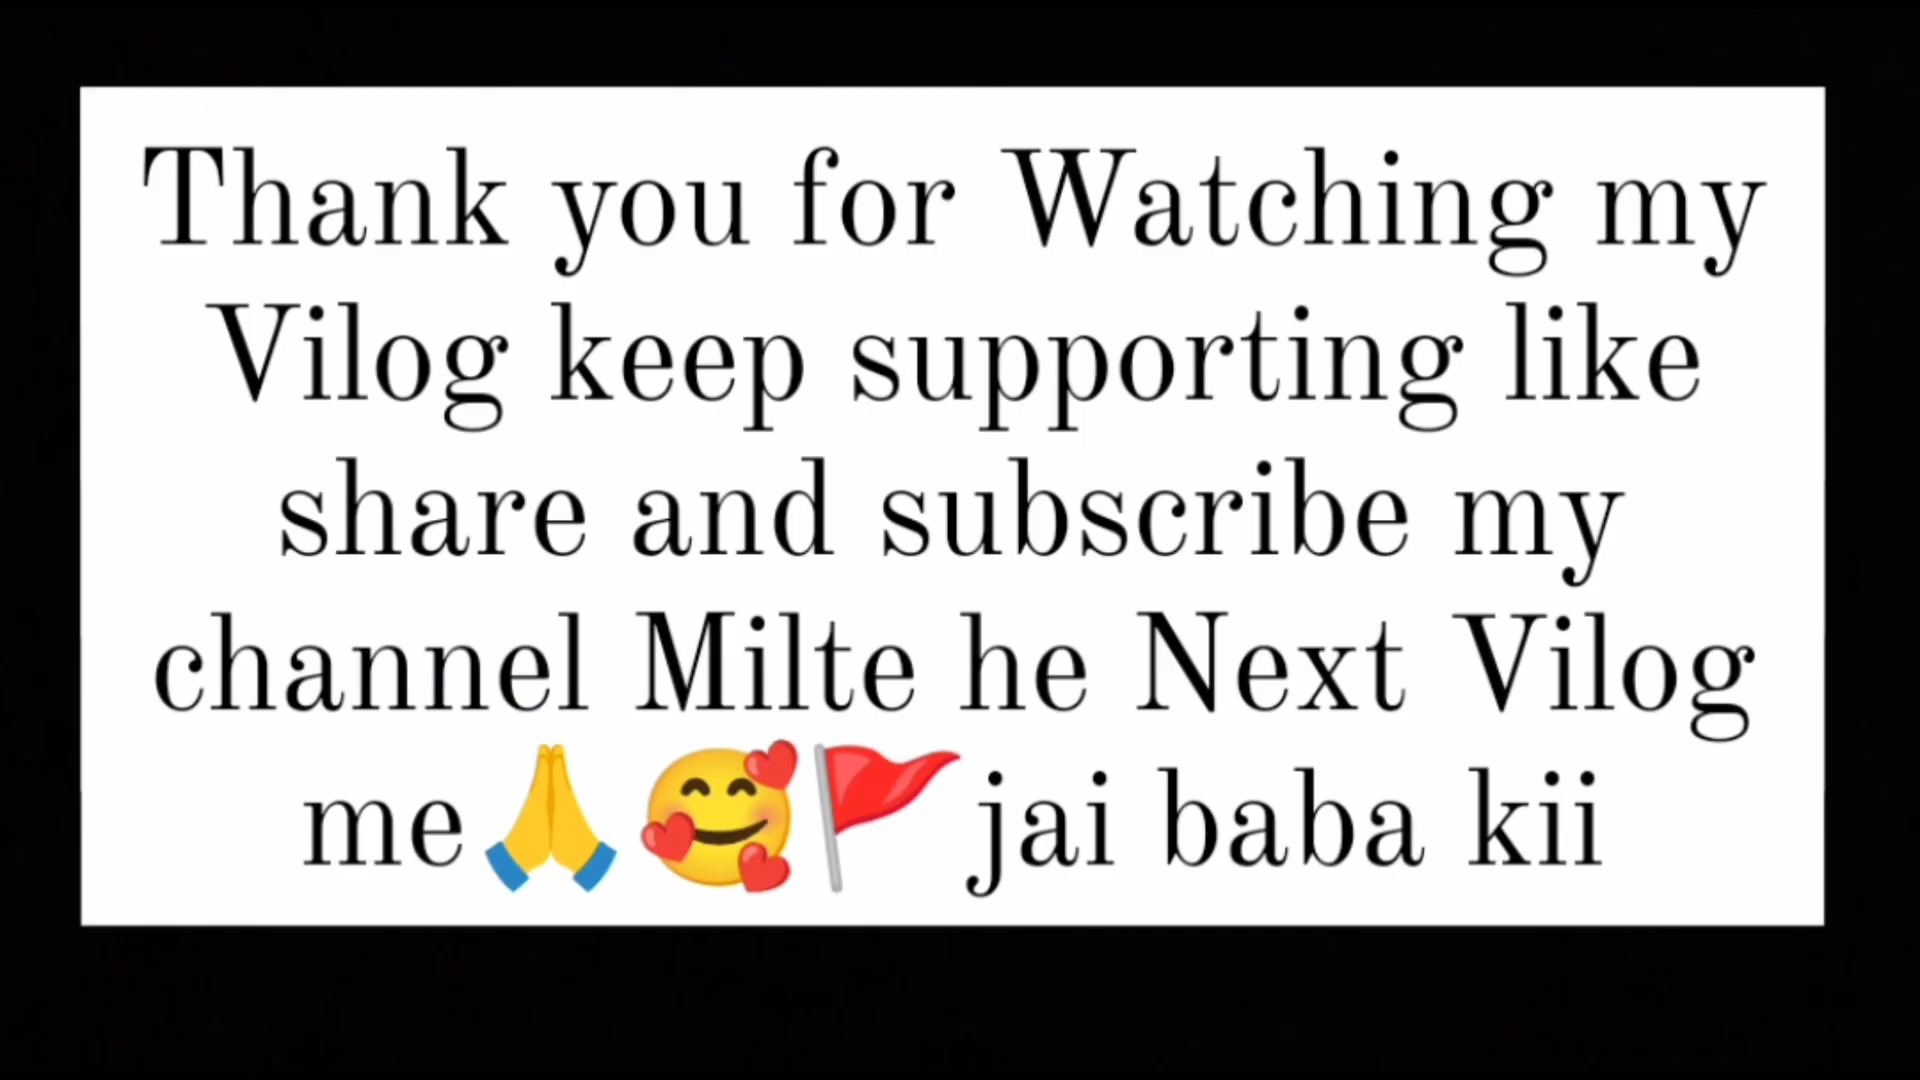 Thank you for Watching my
Vilog keep supporting like
share and subscribe my
channel Milte he Next Vilog
me🙏🥰🚩jai baba kii